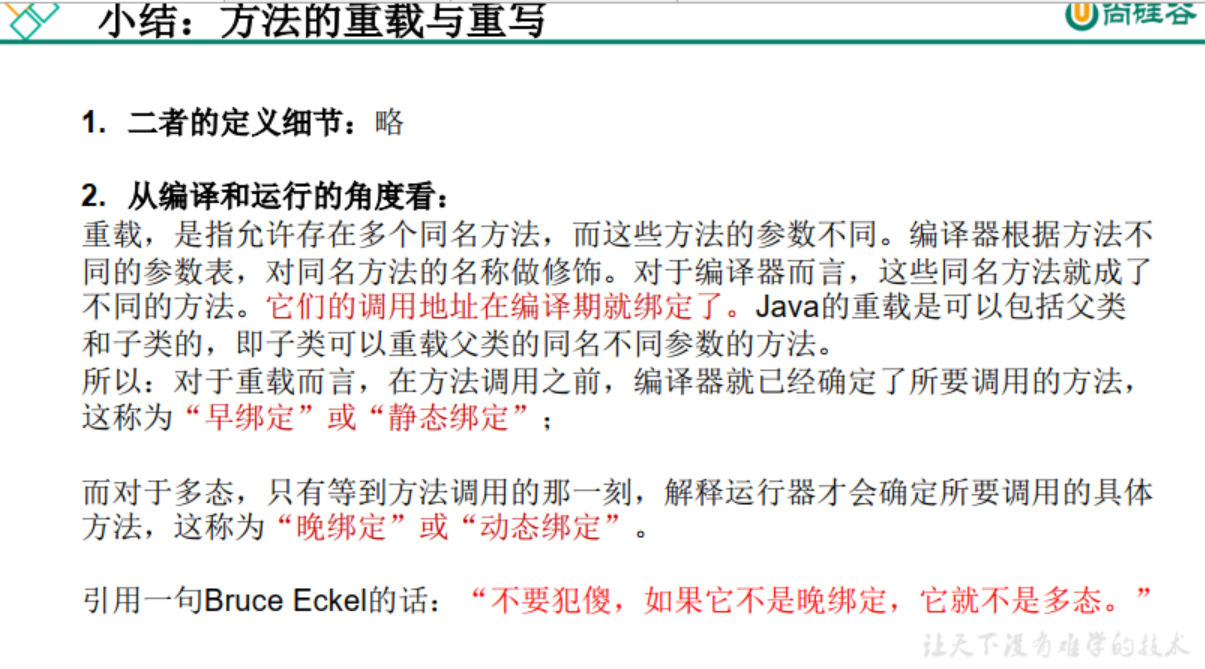 小结：方法的重载与重写
尚硅谷
1. 二者的定义细节：略
2. 从编译和运行的角度看：
重载，是指允许存在多个同名方法，而这些方法的参数不同。编译器根据方法不
同的参数表，对同名方法的名称做修饰。对于编译器而言，这些同名方法就成了
不同的方法。它们的调用地址在编译期就绑定了。Java的重载是可以包括父类
和子类的，即子类可以重载父类的同名不同参数的方法。
所以：对于重载而言，在方法调用之前，编译器就已经确定了所要调用的方法，
这称为“早绑定”或“静态绑定”；
而对于多态，只有等到方法调用的那一刻，解释运行器才会确定所要调用的具体
方法，这称为“晚绑定”或“动态绑定”。
引用一句Bruce Eckel的话：“不要犯傻，如果它不是晚绑定，它就不是多态。”
让天下没有难学的技术